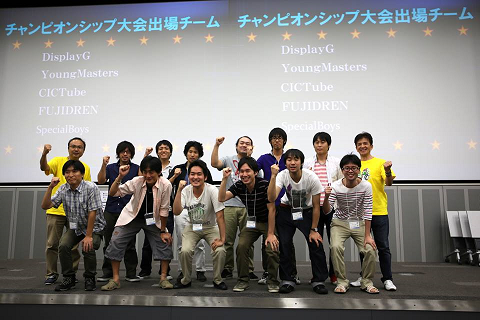 チャンピオンシップ大会出場チーム
DisplayG
YoungMasters
CICTube
FUJIDREN
SpecialBoys
チャンピオンシップ大会出場チーム
DisplayG
YoungMasters
CICTube
FUJIDREN
SpecialBoys